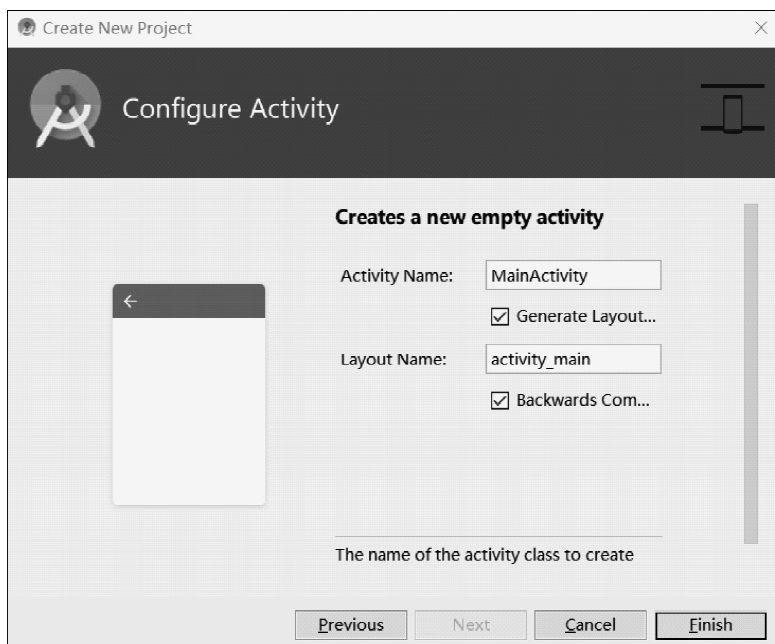 Create New Project
Configure Activity
Creates a new empty activity
Activity Name: MainActivity
Generate Layout...
Layout Name: activity_main
Backwards Com...
The name of the activity class to create
Previous Next Cancel Finish